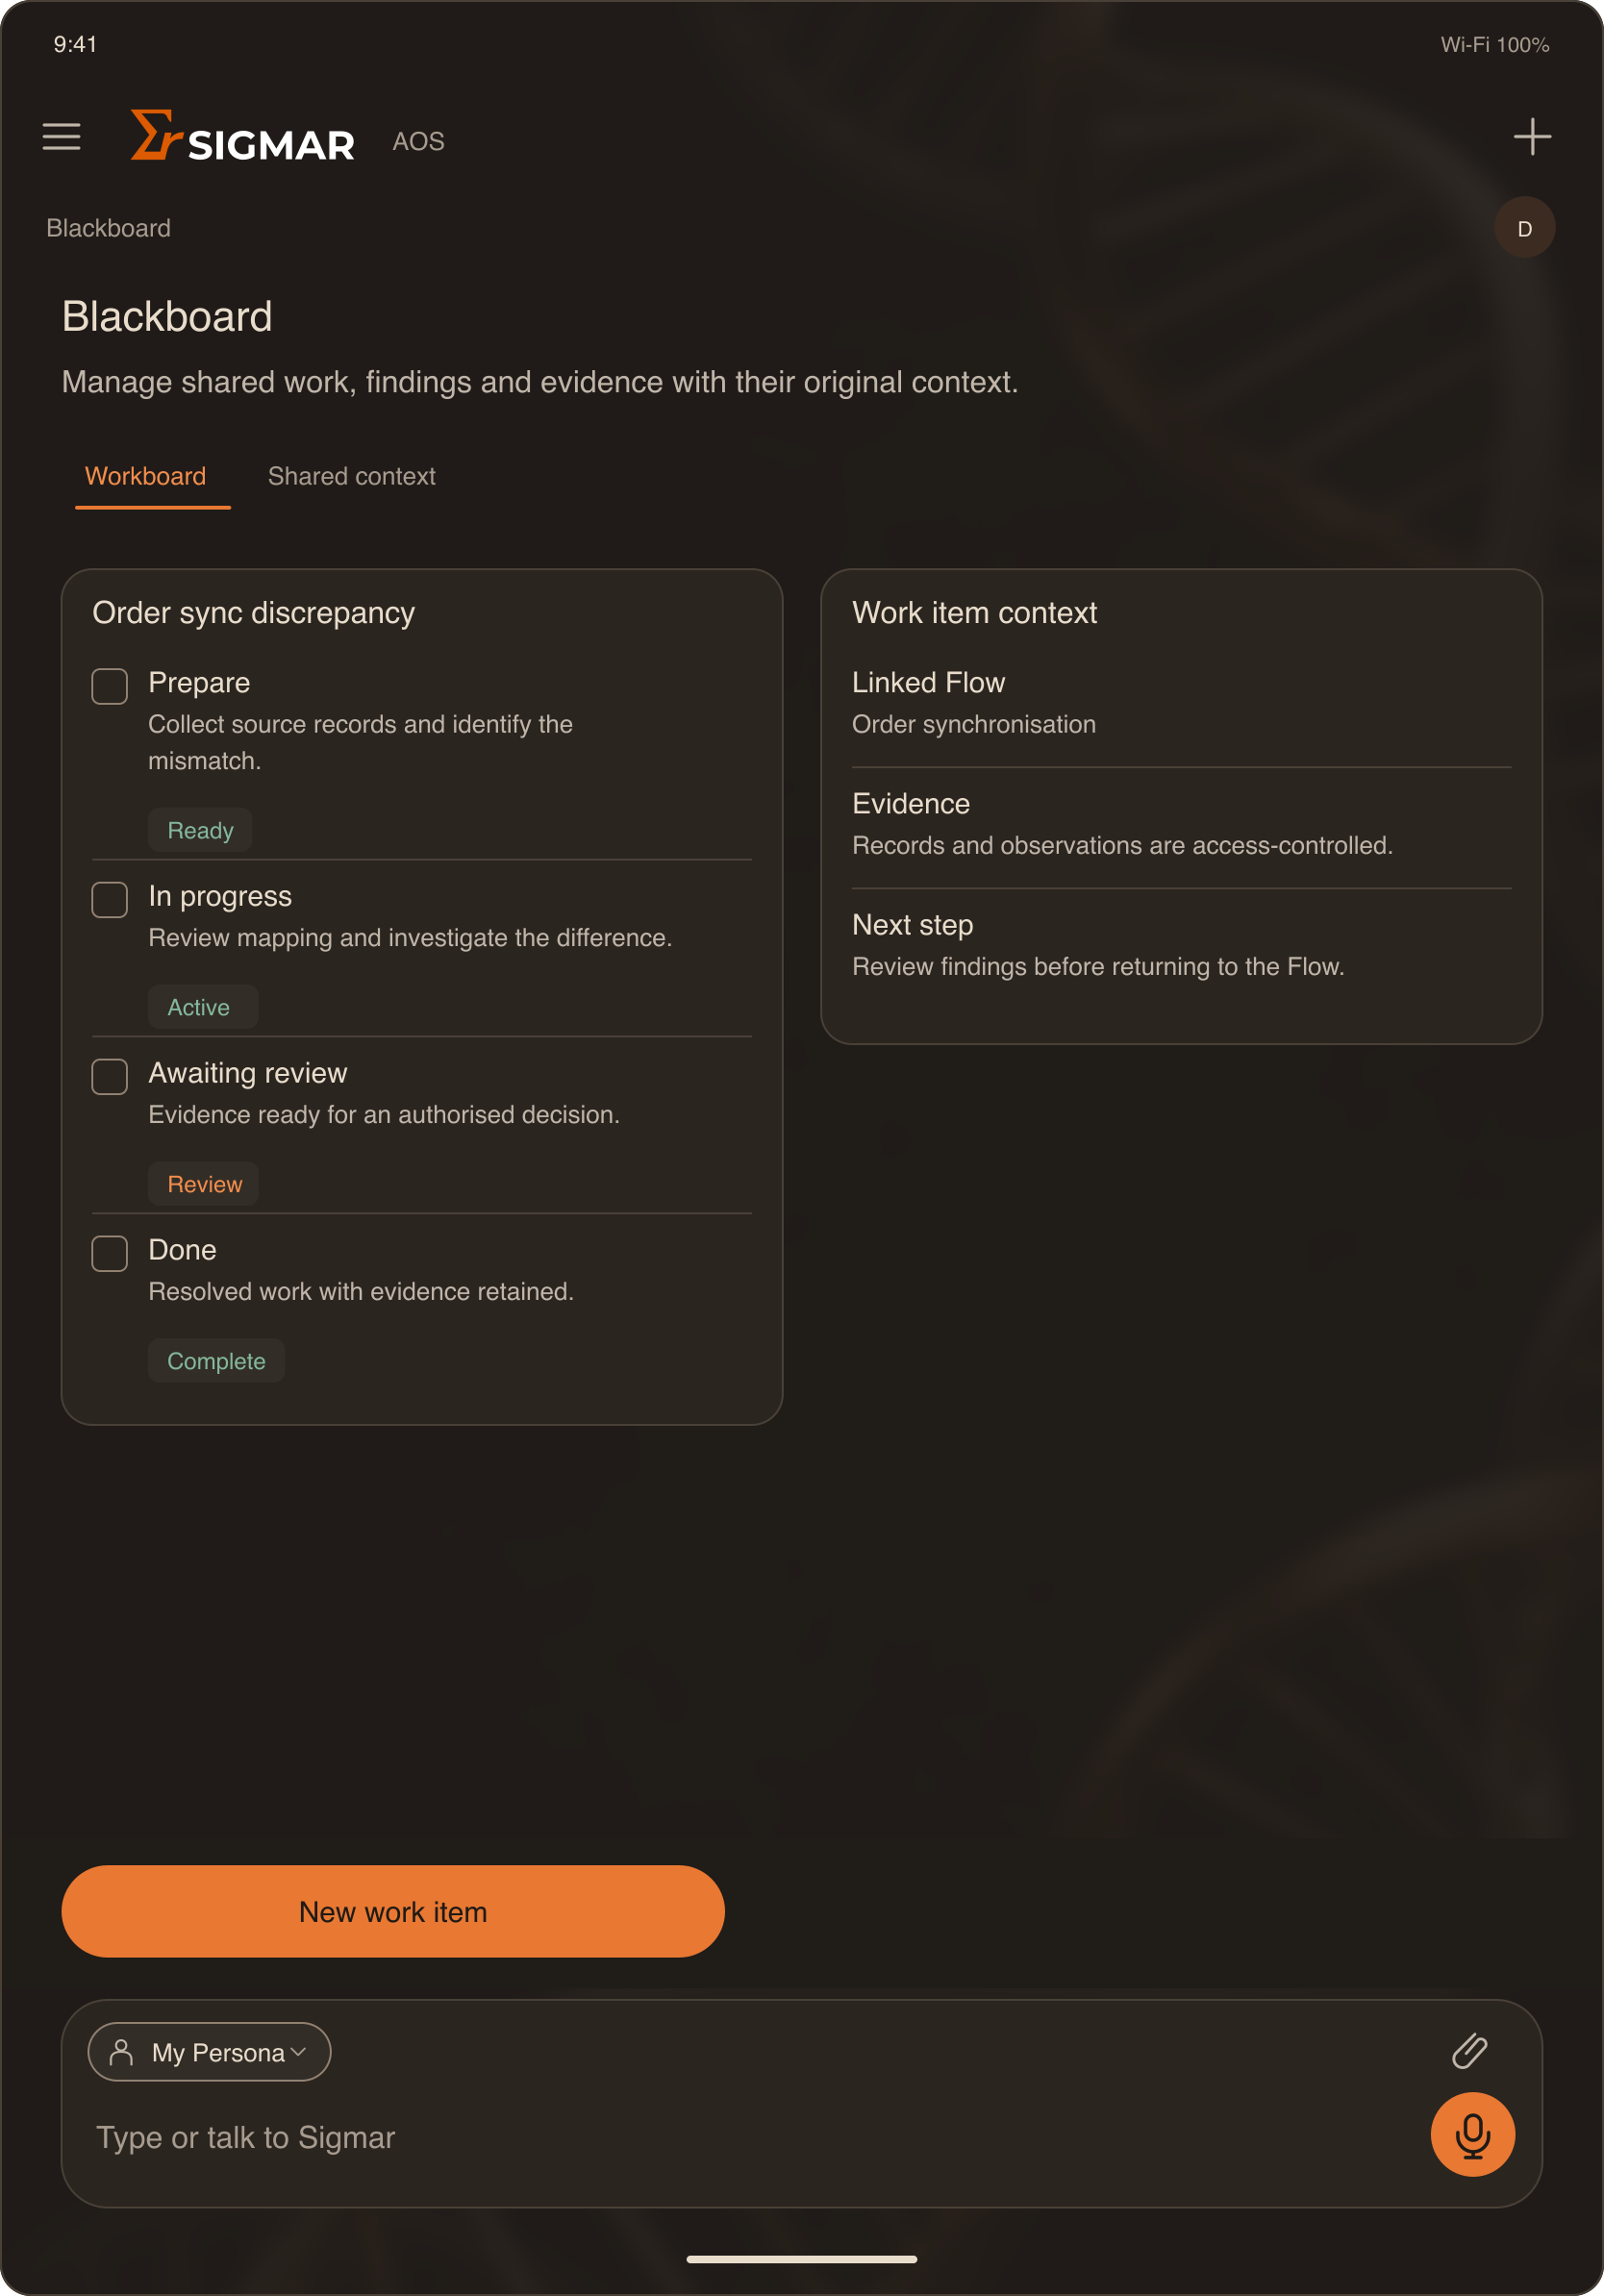 9:41
Wi-Fi 100%
Σr SIGMAR AOS
Blackboard
D
Blackboard
Manage shared work, findings and evidence with their original context.
Workboard
Shared context
Order sync discrepancy
Prepare
Collect source records and identify the
mismatch.
Ready
In progress
Review mapping and investigate the difference.
Active
Awaiting review
Evidence ready for an authorised decision.
Review
Done
Resolved work with evidence retained.
Complete
Work item context
Linked Flow
Order synchronisation
Evidence
Records and observations are access-controlled.
Next step
Review findings before returning to the Flow.
New work item
My Persona
Type or talk to Sigmar